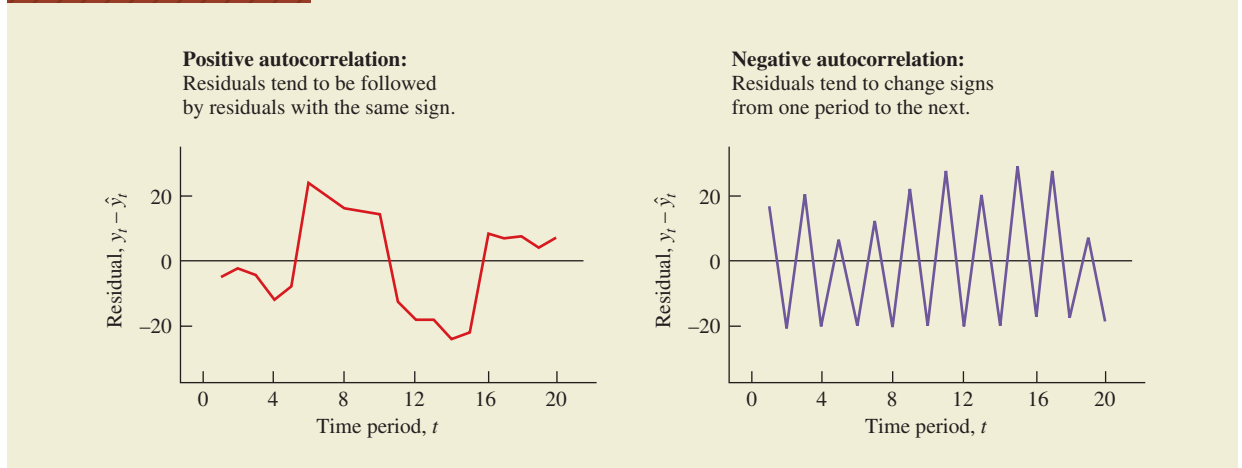 Positive autocorrelation:
Residuals tend to be followed
by residuals with the same sign.
20
0
–20
Residual, yₜ – ŷₜ
0 4 8 12 16 20
Time period, t
Negative autocorrelation:
Residuals tend to change signs
from one period to the next.
20
0
–20
Residual, yₜ – ŷₜ
0 4 8 12 16 20
Time period, t